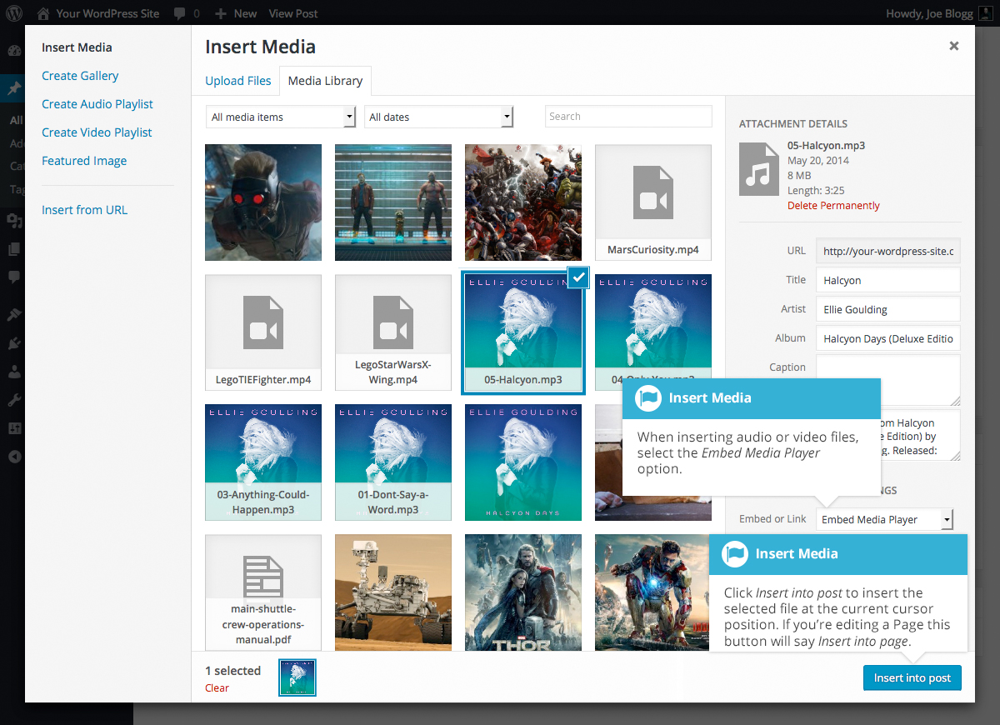 Your WordPress Site
0
New
View Post
Howdy, Joe Blogg
All
Insert Media
Create Gallery
Create Audio Playlist
Create Video Playlist
Featured Image
Insert from URL
Insert Media
Upload Files
Media Library
All media items
All dates
Search
MarsCuriosity.mp4
LegoTIEFighter.mp4
LegoStarWarsX-
Wing.mp4
ELLIE GOULDING
05-Halcyon.mp3
ELLIE GOULDING
04-Only-You.mp3
ELLIE GOULDING
03-Anything-Could-
Happen.mp3
ELLIE GOULDING
01-Dont-Say-a-
Word.mp3
ELLIE GOULDING
HALCYON DAYS
main-shuttle-
crew-operations-
manual.pdf
MARVEL
THOR
ATTACHMENT DETAILS
05-Halcyon.mp3
May 20, 2014
8 MB
Length: 3:25
Delete Permanently
URL
http://your-wordpress-site.c
Title
Halcyon
Artist
Ellie Goulding
Album
Halcyon Days (Deluxe Editio
Caption
om Halcyon
e Edition) by
g. Released:
NGS
Embed or Link
Embed Media Player
Insert Media
When inserting audio or video files,
select the Embed Media Player
option.
Insert Media
Click Insert into post to insert the
selected file at the current cursor
position. If you’re editing a Page this
button will say Insert into page.
1 selected
Clear
Insert into post